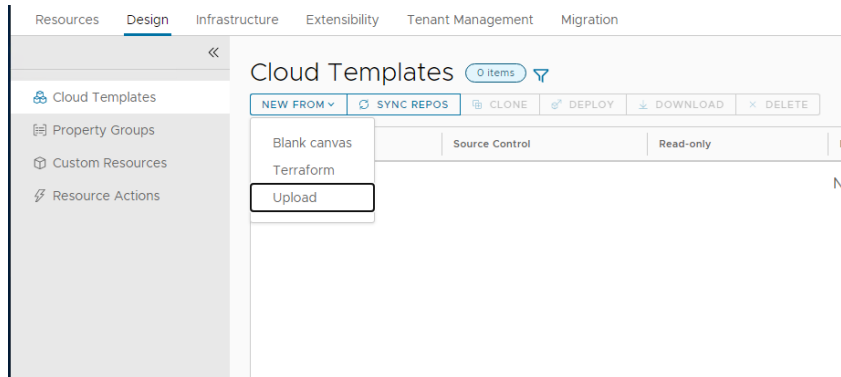 Resources Design Infrastructure Extensibility Tenant Management Migration
Cloud Templates
Property Groups
Custom Resources
Resource Actions
Cloud Templates 0 items
NEW FROM SYNC REPOS CLONE DEPLOY DOWNLOAD DELETE
Source Control Read-only
Blank canvas
Terraform
Upload